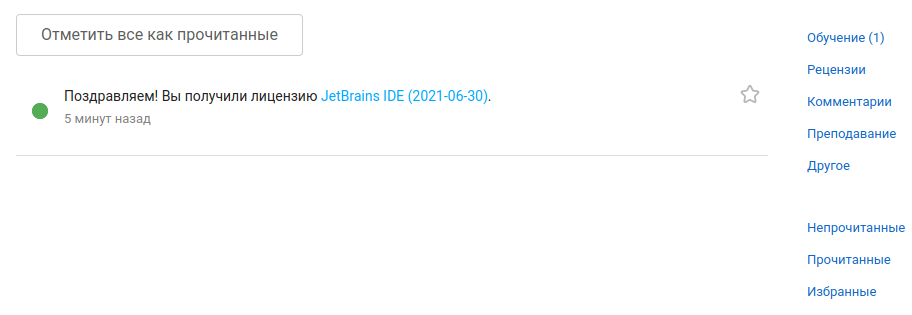 Отметить все как прочитанные
Поздравляем! Вы получили лицензию JetBrains IDE (2021-06-30).
5 минут назад
Обучение (1)
Рецензии
Комментарии
Преподавание
Другое
Непрочитанные
Прочитанные
Избранные